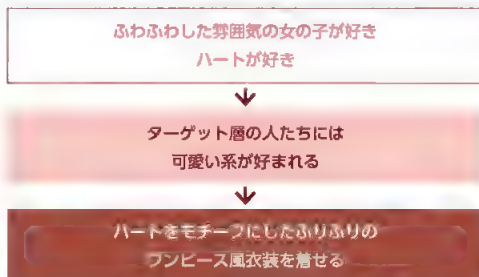 ふわふわした雰囲気の女の子が好き
ハートが好き
ターゲット層の人たちには
可愛い系が好まれる
ハートをモチーフにしたふりふりの
ワンピース風衣装を着せる